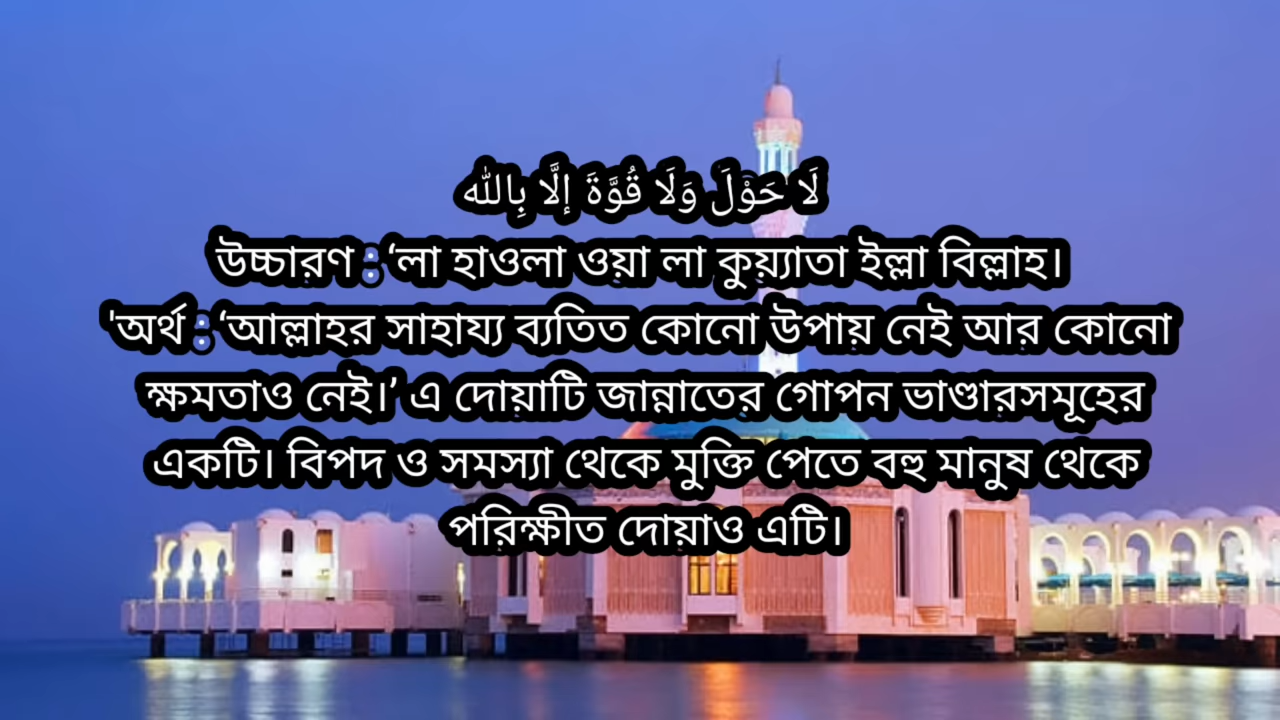 لَا حَوْلَ وَلَا قُوَّةَ إلَّا بِاللّٰه
উচ্চারণ : ‘লা হাওলা ওয়া লা কুয়্যাতা ইল্লা বিল্লাহ।
'অর্থ : ‘আল্লাহর সাহায্য ব্যতিত কোনো উপায় নেই আর কোনো
ক্ষমতাও নেই।’ এ দোয়াটি জান্নাতের গোপন ভাণ্ডারসমূহের
একটি। বিপদ ও সমস্যা থেকে মুক্তি পেতে বহু মানুষ থেকে
পরিক্ষীত দোয়াও এটি।